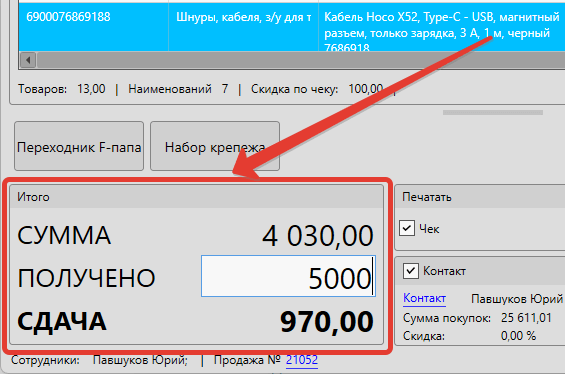 6900076869188 Шнуры, кабеля, з/у для т Кабель Hoco X52, Type-C - USB, магнитный
разъем, только зарядка, 3 А, 1 м, черный
7686918
Товаров: 13,00 | Наименований 7 | Скидка по чеку: 100,00
Переходник F-папа Набор крепежа
Итого
СУММА 4 030,00
ПОЛУЧЕНО 5000
СДАЧА 970,00
Печатать
Чек
Контакт
Контакт Павшуков Юрий
Сумма покупок: 25 611,01
Скидка: 0,00 %
Сотрудники: Павшуков Юрий; | Продажа № 21052